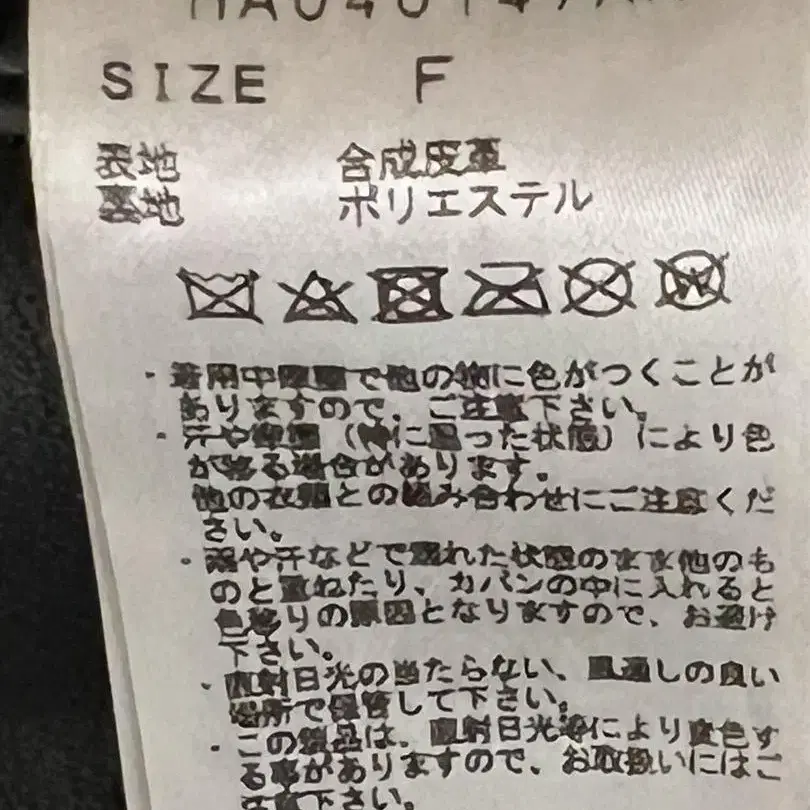 SIZE F
表地 合成皮革
裏地 ポリエステル
・着用中摩擦で他の物に色がつくことが
ありますので、ご注意下さい。
・汗や摩擦（特に湿った状態）により色
が移る場合があります。
他の衣類との組み合わせにご注意くだ
さい。
・雨や汗などで濡れた状態のまま他のも
のと重ねたり、カバンの中に入れると
色移りの原因となりますので、お避け
下さい。
・直射日光の当たらない、風通しの良い
場所で保管して下さい。
・この製品は、直射日光等により変色す
る事がありますので、お取扱いにはご
注意下さい。